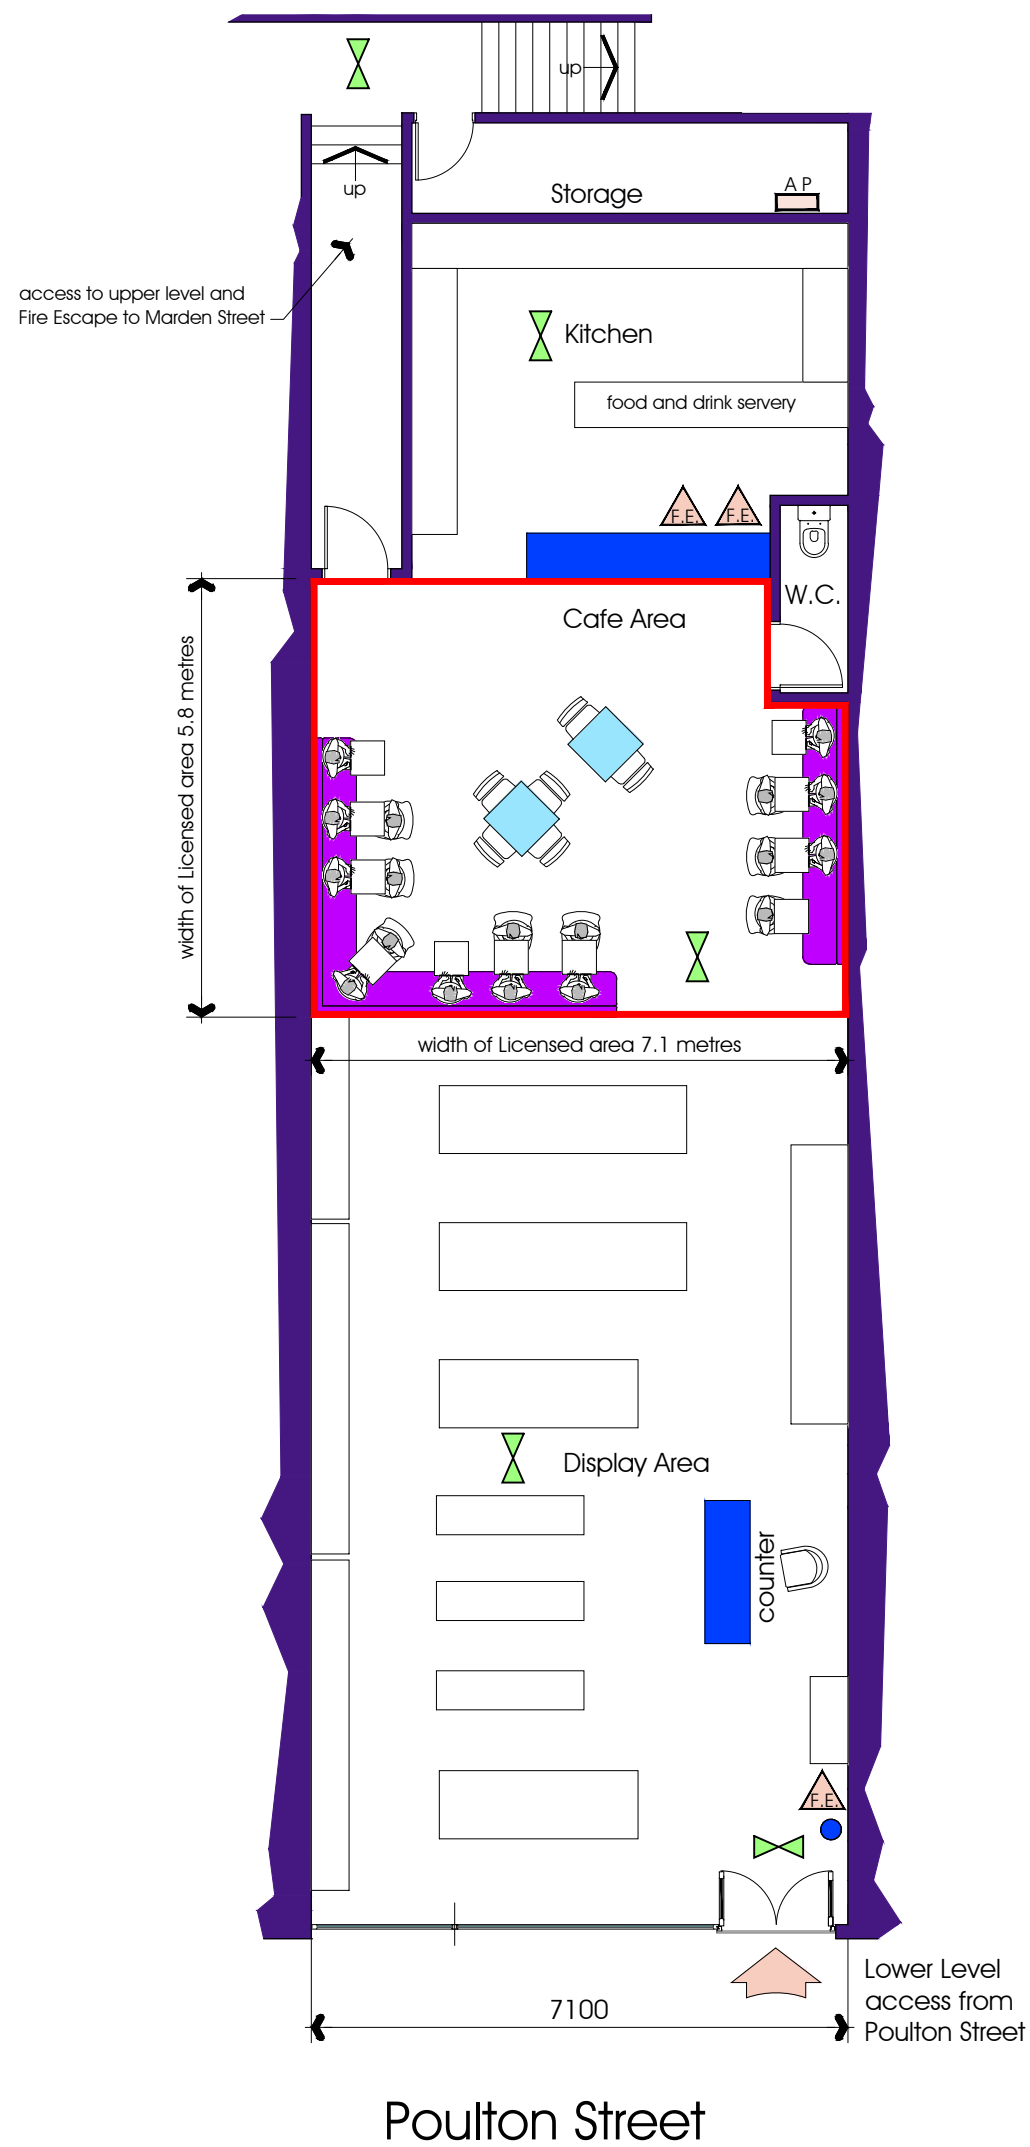 up
up
Storage
A P
access to upper level and
Fire Escape to Marden Street
Kitchen
food and drink servery
F.E.
F.E.
W.C.
Cafe Area
width of Licensed area 5.8 metres
width of Licensed area 7.1 metres
Display Area
counter
F.E.
Lower Level
access from
Poulton Street
7100
Poulton Street